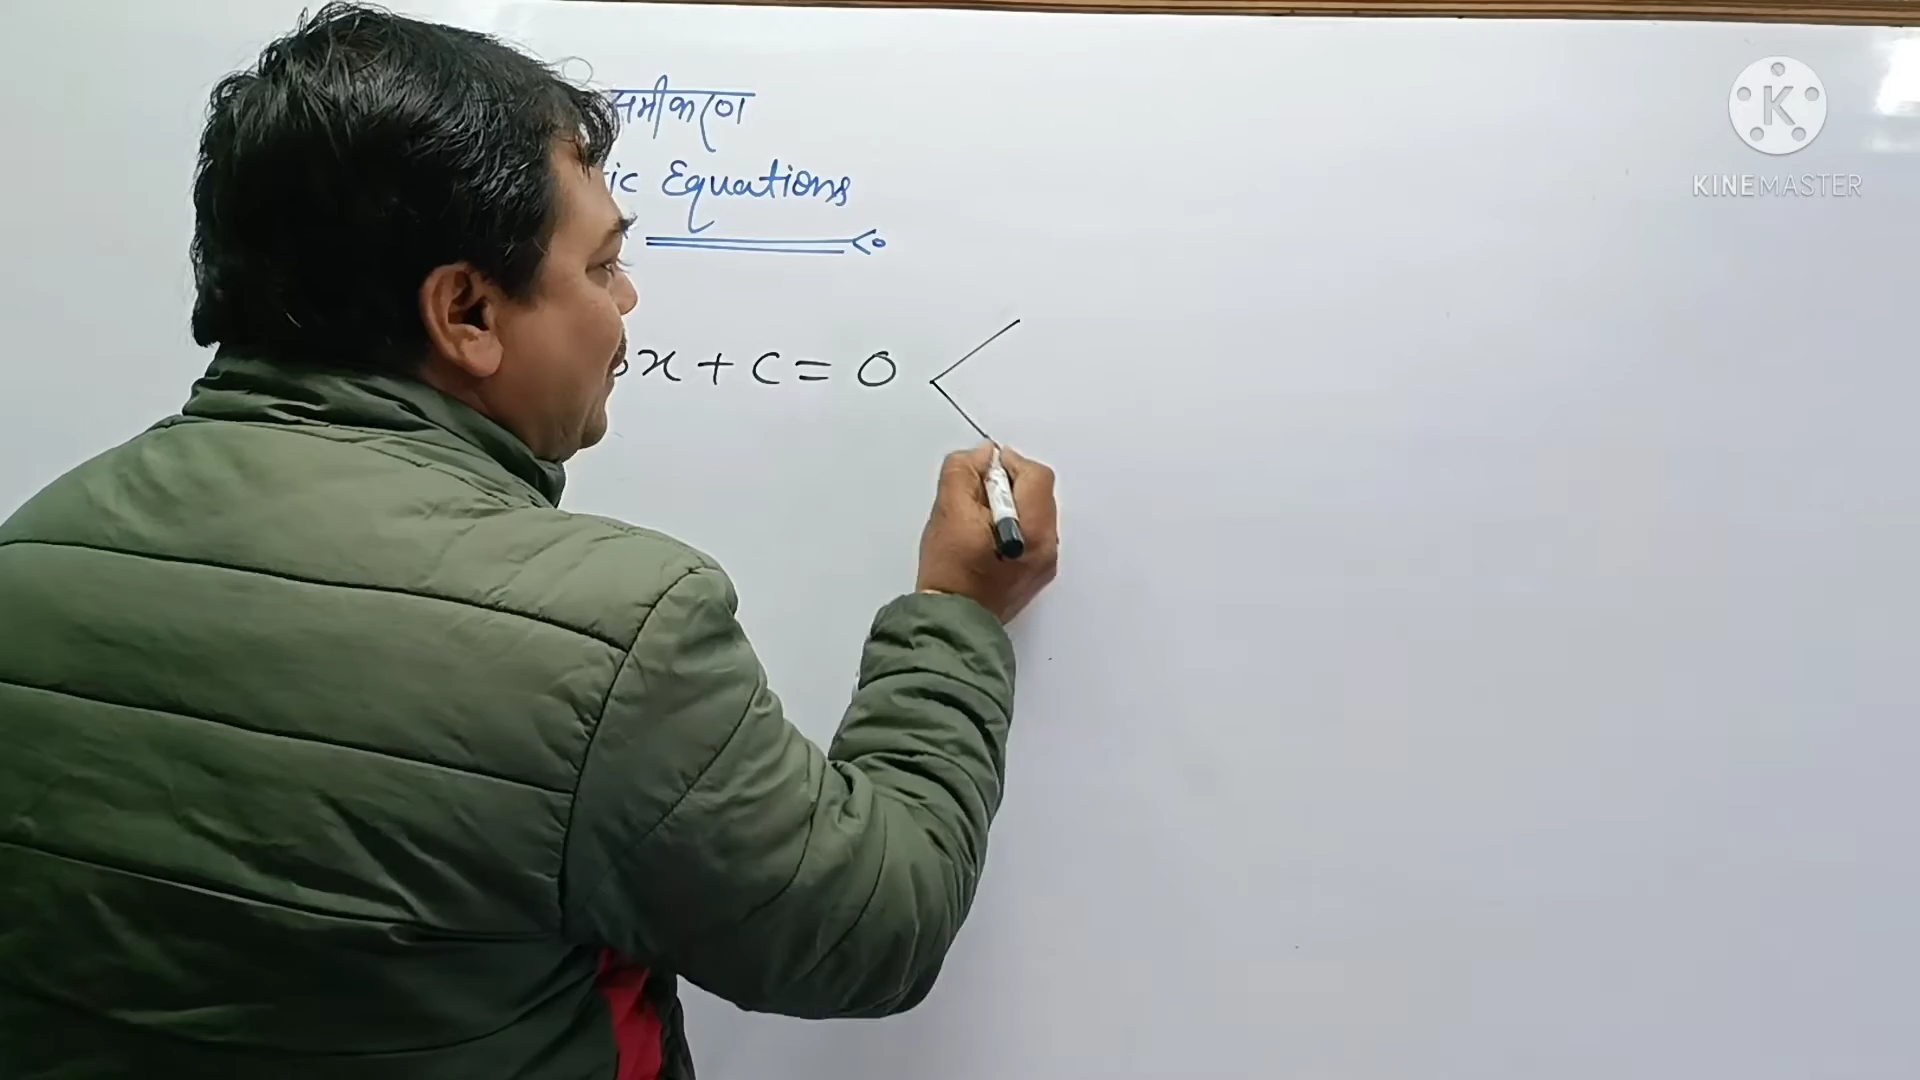 समीकरण
ic Equations
x + c = 0
KINEMASTER